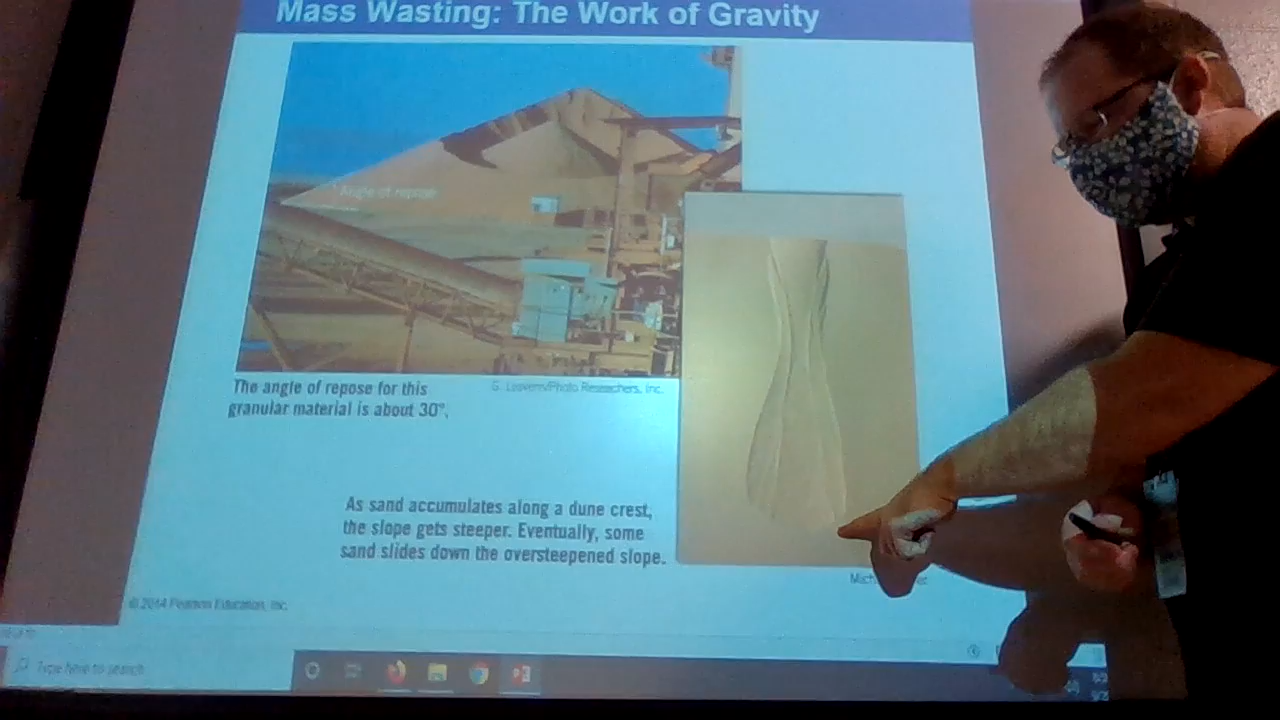 Mass Wasting: The Work of Gravity
Angle of repose
The angle of repose for this
granular material is about 30°.
As sand accumulates along a dune crest,
the slope gets steeper. Eventually, some
sand slides down the oversteepened slope.
© 2014 Pearson Education, Inc.
Type here to search